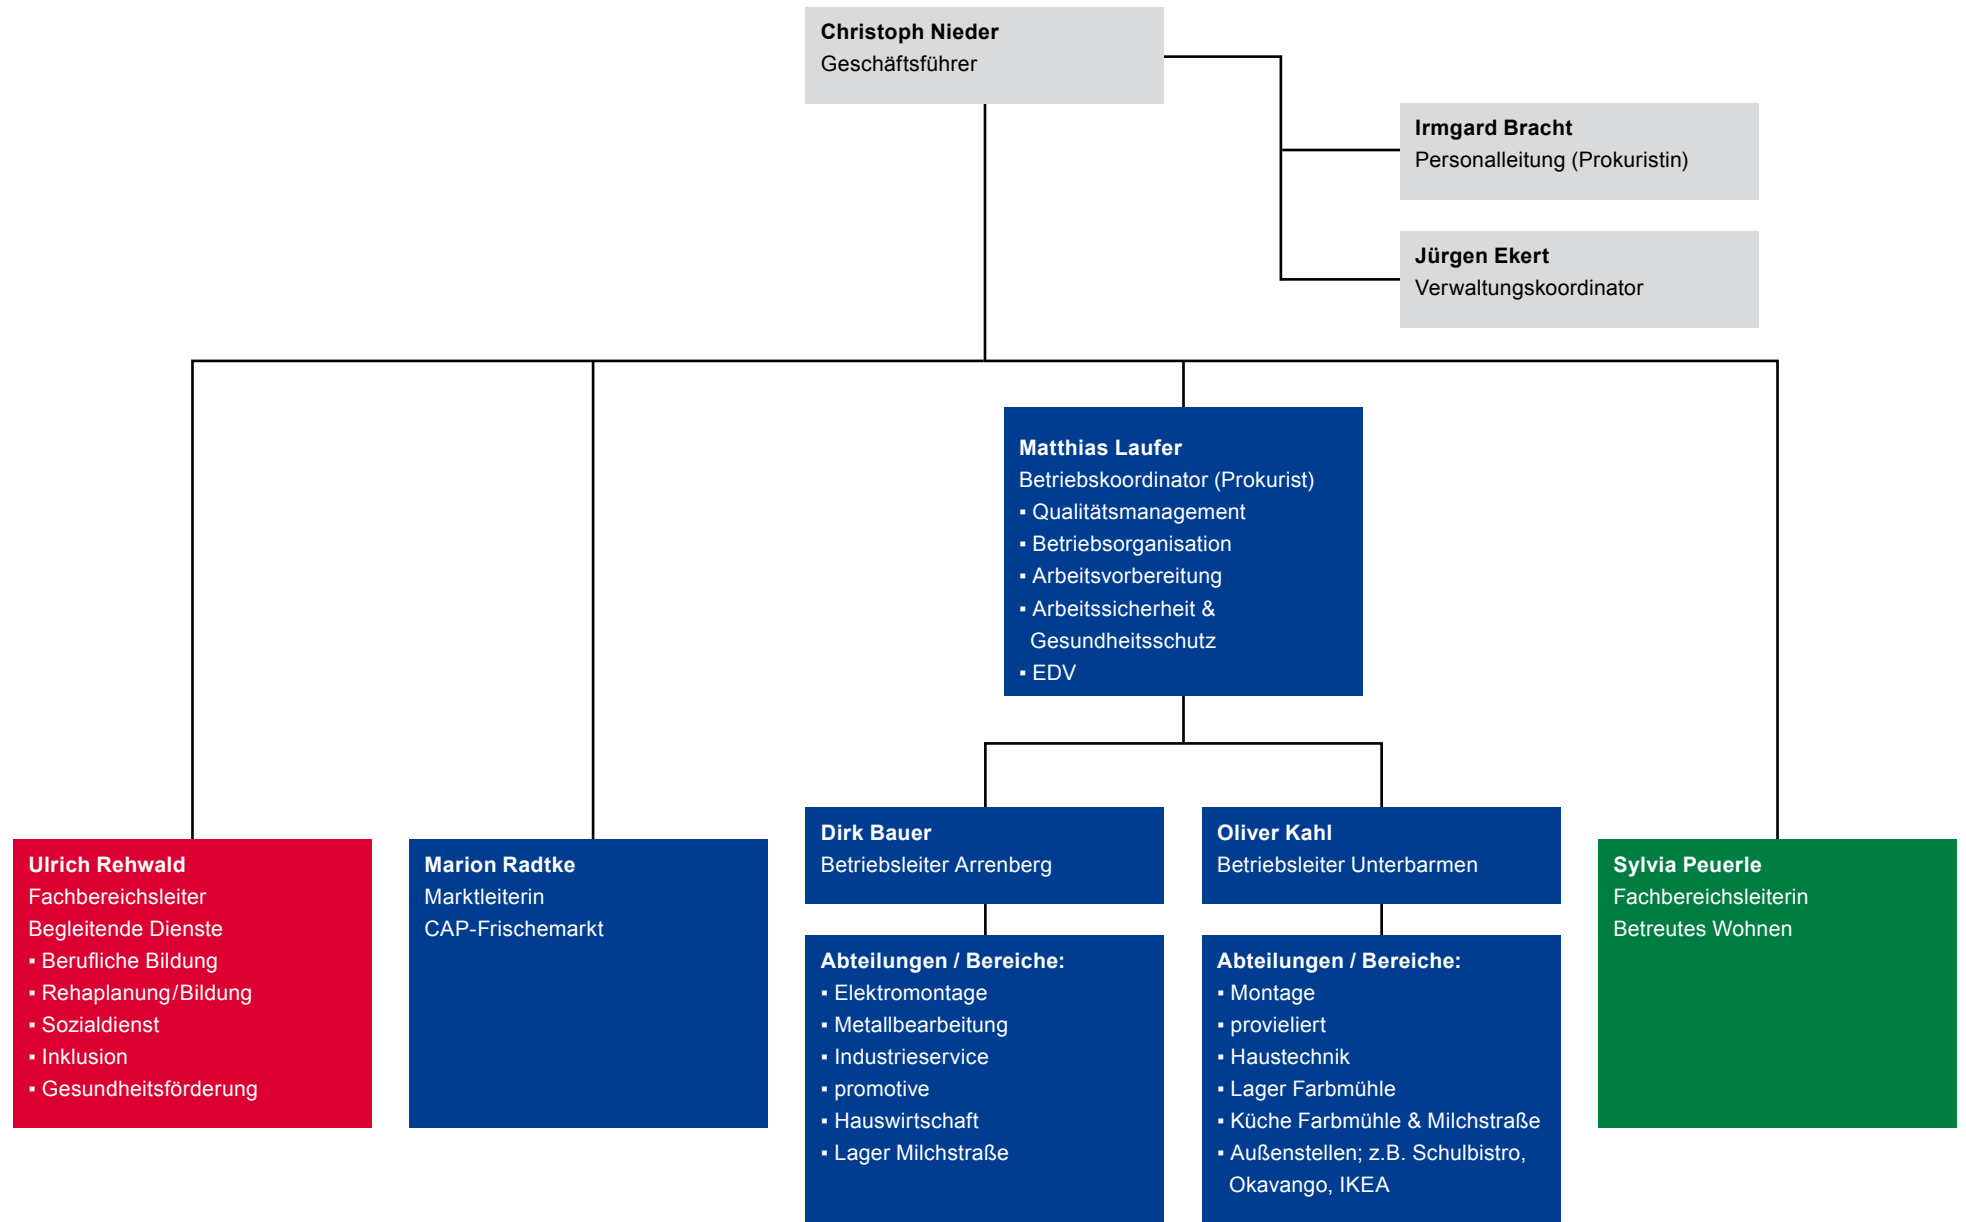 Christoph Nieder
Geschäftsführer
Irmgard Bracht
Personalleitung (Prokuristin)
Jürgen Ekert
Verwaltungskoordinator
Matthias Laufer
Betriebskoordinator (Prokurist)
▪ Qualitätsmanagement
▪ Betriebsorganisation
▪ Arbeitsvorbereitung
▪ Arbeitssicherheit &
Gesundheitsschutz
▪ EDV
Ulrich Rehwald
Fachbereichsleiter
Begleitende Dienste
▪ Berufliche Bildung
▪ Rehaplanung/Bildung
▪ Sozialdienst
▪ Inklusion
▪ Gesundheitsförderung
Marion Radtke
Marktleiterin
CAP-Frischemarkt
Dirk Bauer
Betriebsleiter Arrenberg
Abteilungen / Bereiche:
▪ Elektromontage
▪ Metallbearbeitung
▪ Industrieservice
▪ promotive
▪ Hauswirtschaft
▪ Lager Milchstraße
Oliver Kahl
Betriebsleiter Unterbarmen
Abteilungen / Bereiche:
▪ Montage
▪ provieliert
▪ Haustechnik
▪ Lager Farbmühle
▪ Küche Farbmühle & Milchstraße
▪ Außenstellen; z.B. Schulbistro,
Okavango, IKEA
Sylvia Peuerle
Fachbereichsleiterin
Betreutes Wohnen